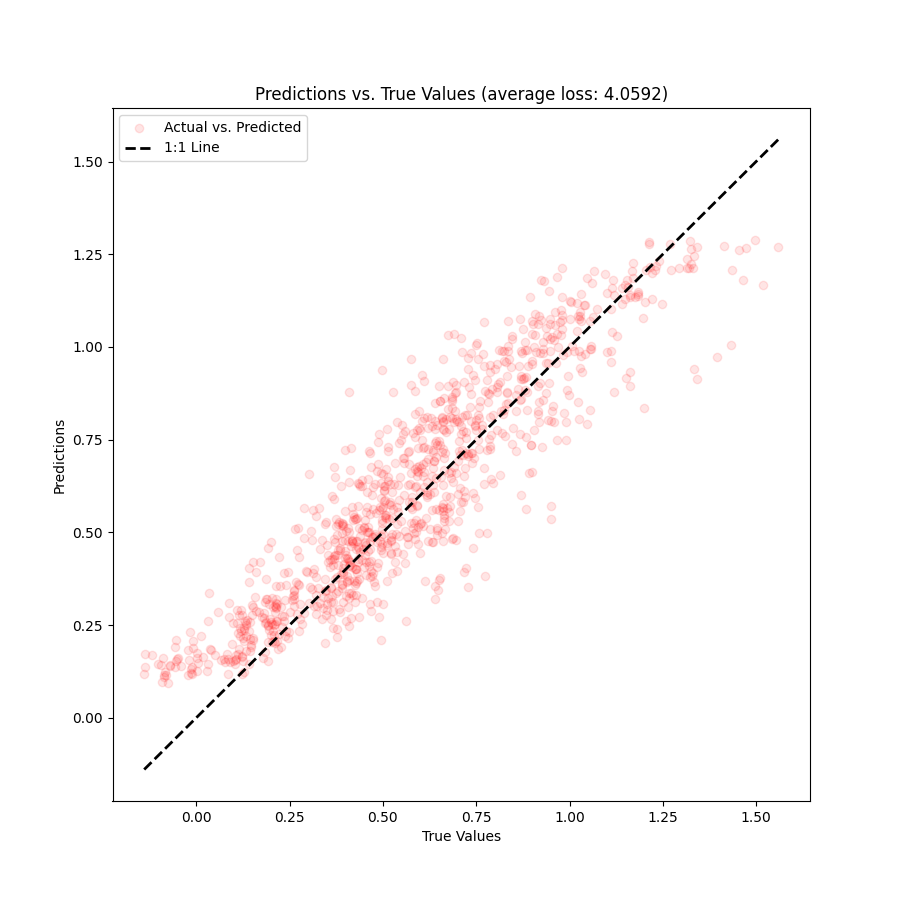 Predictions vs. True Values (average loss: 4.0592)
Actual vs. Predicted
1:1 Line
1.50
1.25
1.00
0.75
0.50
0.25
0.00
Predictions
0.00 0.25 0.50 0.75 1.00 1.25 1.50
True Values